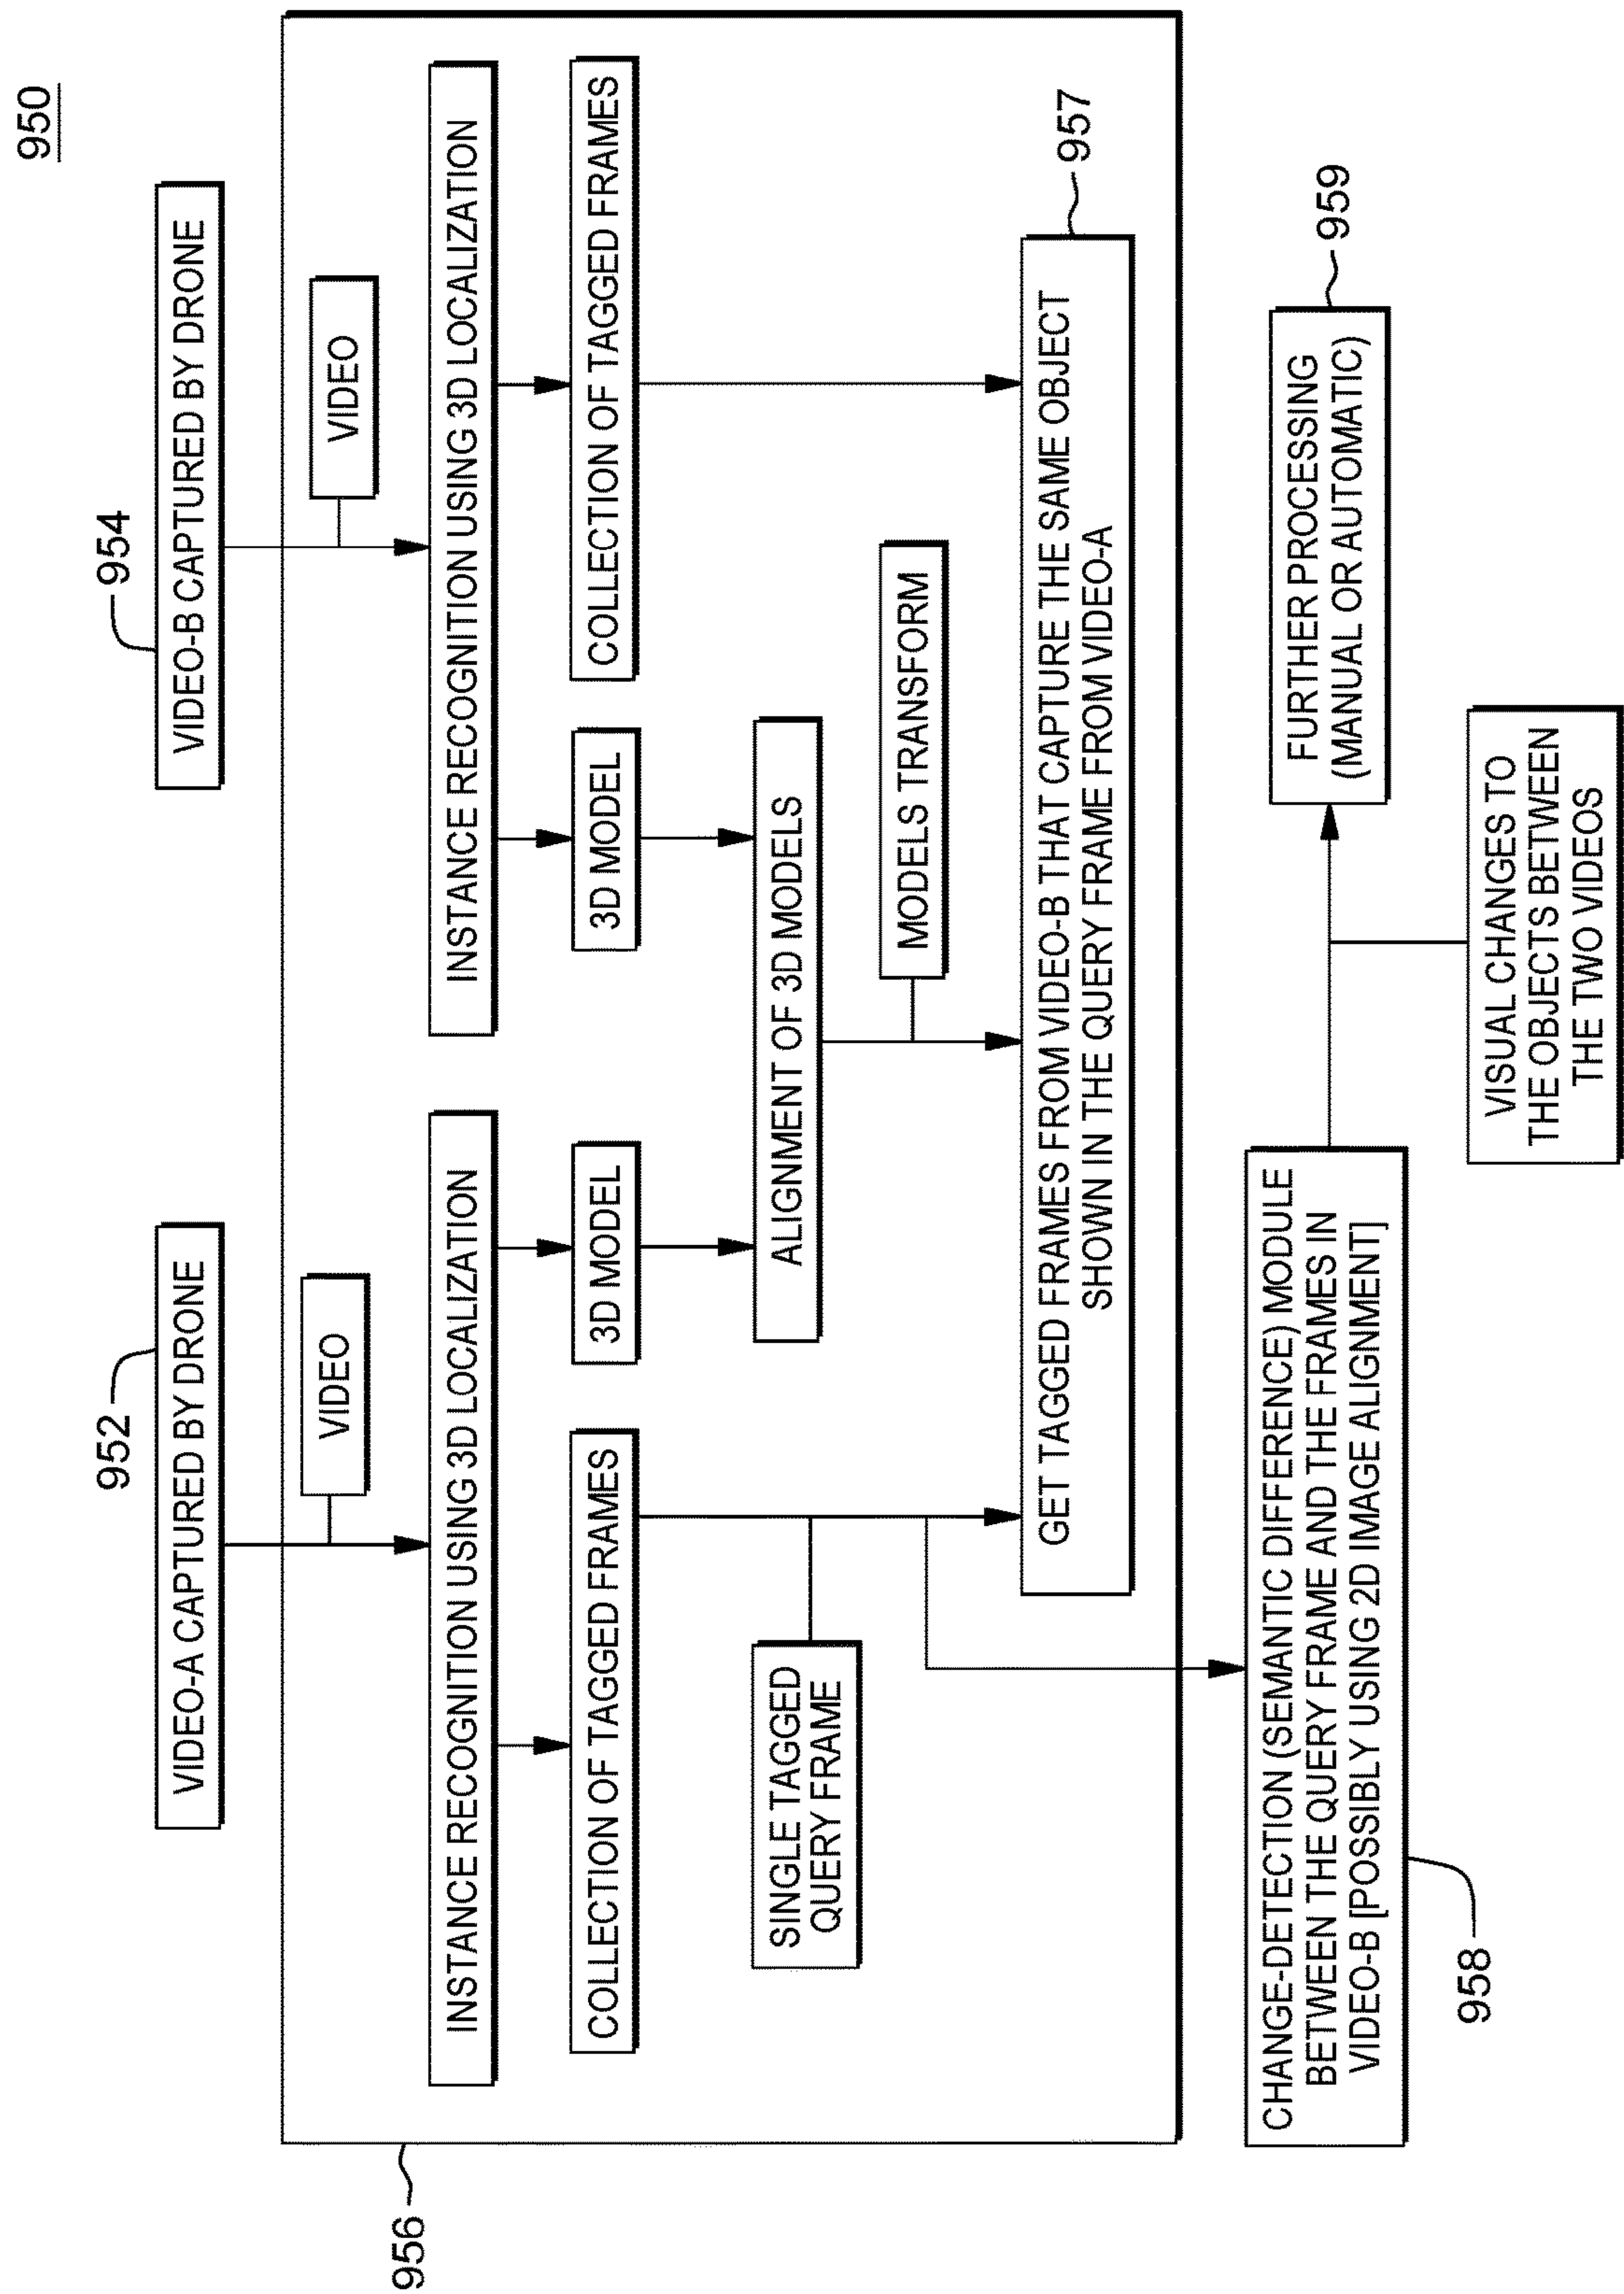 950
952
954
VIDEO-A CAPTURED BY DRONE
VIDEO-B CAPTURED BY DRONE
956
VIDEO
VIDEO
INSTANCE RECOGNITION USING 3D LOCALIZATION
INSTANCE RECOGNITION USING 3D LOCALIZATION
COLLECTION OF TAGGED FRAMES
3D MODEL
3D MODEL
COLLECTION OF TAGGED FRAMES
SINGLE TAGGED
QUERY FRAME
ALIGNMENT OF 3D MODELS
MODELS TRANSFORM
957
GET TAGGED FRAMES FROM VIDEO-B THAT CAPTURE THE SAME OBJECT
SHOWN IN THE QUERY FRAME FROM VIDEO-A
CHANGE-DETECTION (SEMANTIC DIFFERENCE) MODULE
BETWEEN THE QUERY FRAME AND THE FRAMES IN
VIDEO-B [POSSIBLY USING 2D IMAGE ALIGNMENT]
958
FURTHER PROCESSING
(MANUAL OR AUTOMATIC)
959
VISUAL CHANGES TO
THE OBJECTS BETWEEN
THE TWO VIDEOS